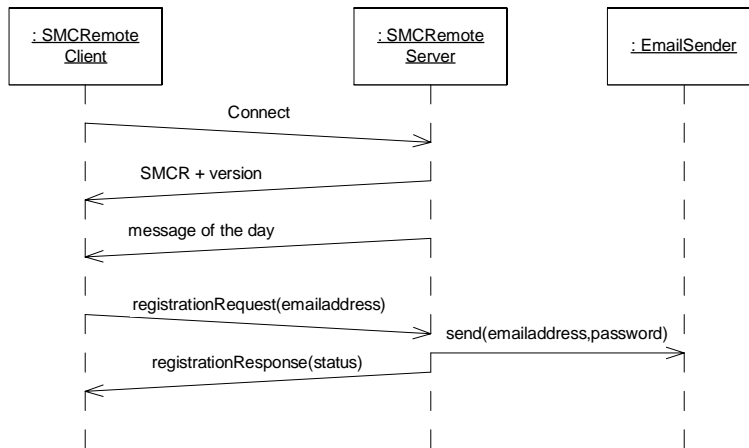 : SMCRemote
Client
: SMCRemote
Server
: EmailSender
Connect
SMCR + version
message of the day
registrationRequest(emailaddress)
send(emailaddress,password)
registrationResponse(status)